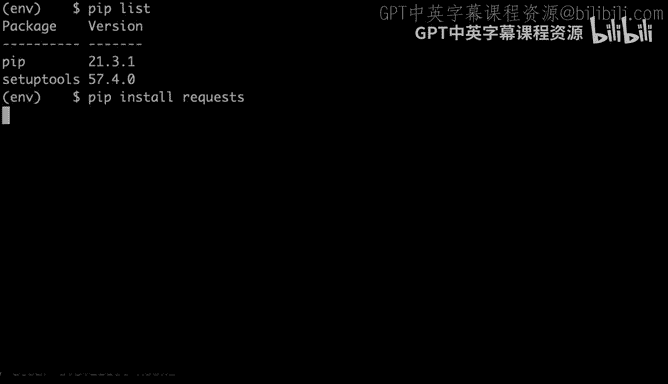 GPT中英字幕课程资源@bilibili.com
GPT中英字幕课程资源 bilibili
(env) $ pip list
Package Version
----------- -------
pip 21.3.1
setuptools 57.4.0
(env) $ pip install requests